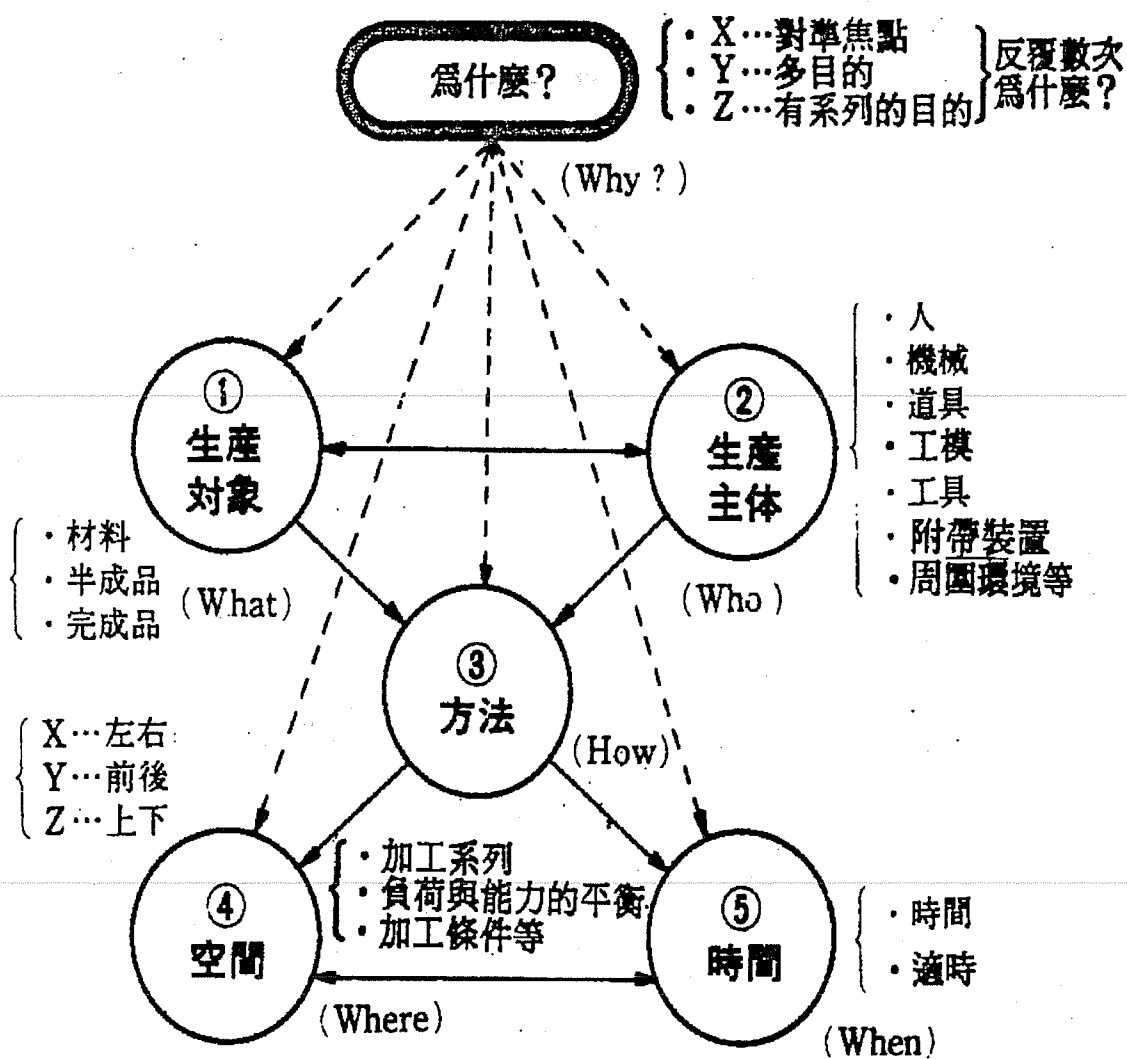 爲什麼?
· X…對準焦點
· Y…多目的
· Z…有系列的目的
反覆數次
爲什麼?
(Why ?)
①
生産
対象
(What)
· 材料
· 半成品
· 完成品
②
生産
主体
(Who)
· 人
· 機械
· 道具
· 工模
· 工具
· 附帶裝置
· 周圍環境等
③
方法
(How)
· 加工系列
· 負荷與能力的平衡
· 加工條件等
X…左右
Y…前後
Z…上下
④
空間
(Where)
⑤
時間
(When)
· 時間
· 適時